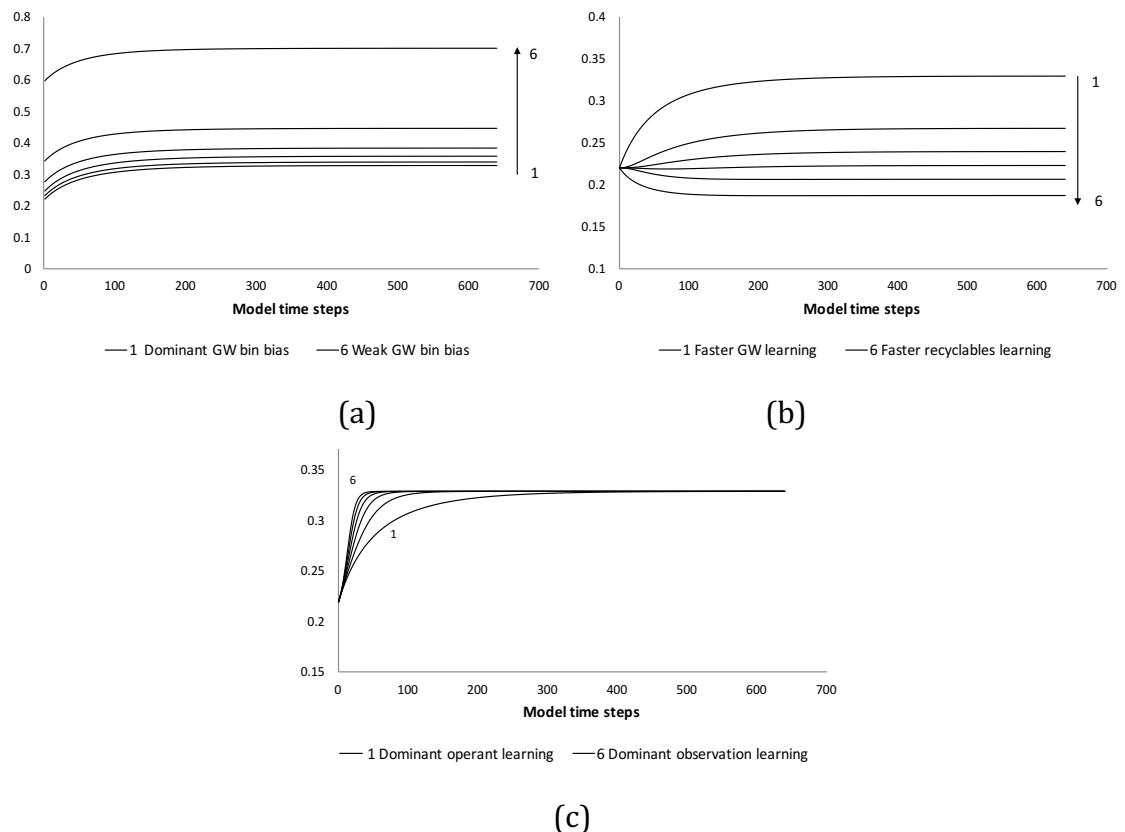 0.8
0.7
0.6
0.5
0.4
0.3
0.2
0.1
0
6
1
0 100 200 300 400 500 600 700
Model time steps
1 Dominant GW bin bias 6 Weak GW bin bias
(a)
0.4
0.35
0.3
0.25
0.2
0.15
0.1
1
6
0 100 200 300 400 500 600 700
Model time steps
1 Faster GW learning 6 Faster recyclables learning
(b)
0.35
0.3
0.25
0.2
0.15
6
1
0 100 200 300 400 500 600 700
Model time steps
1 Dominant operant learning 6 Dominant observation learning
(c)